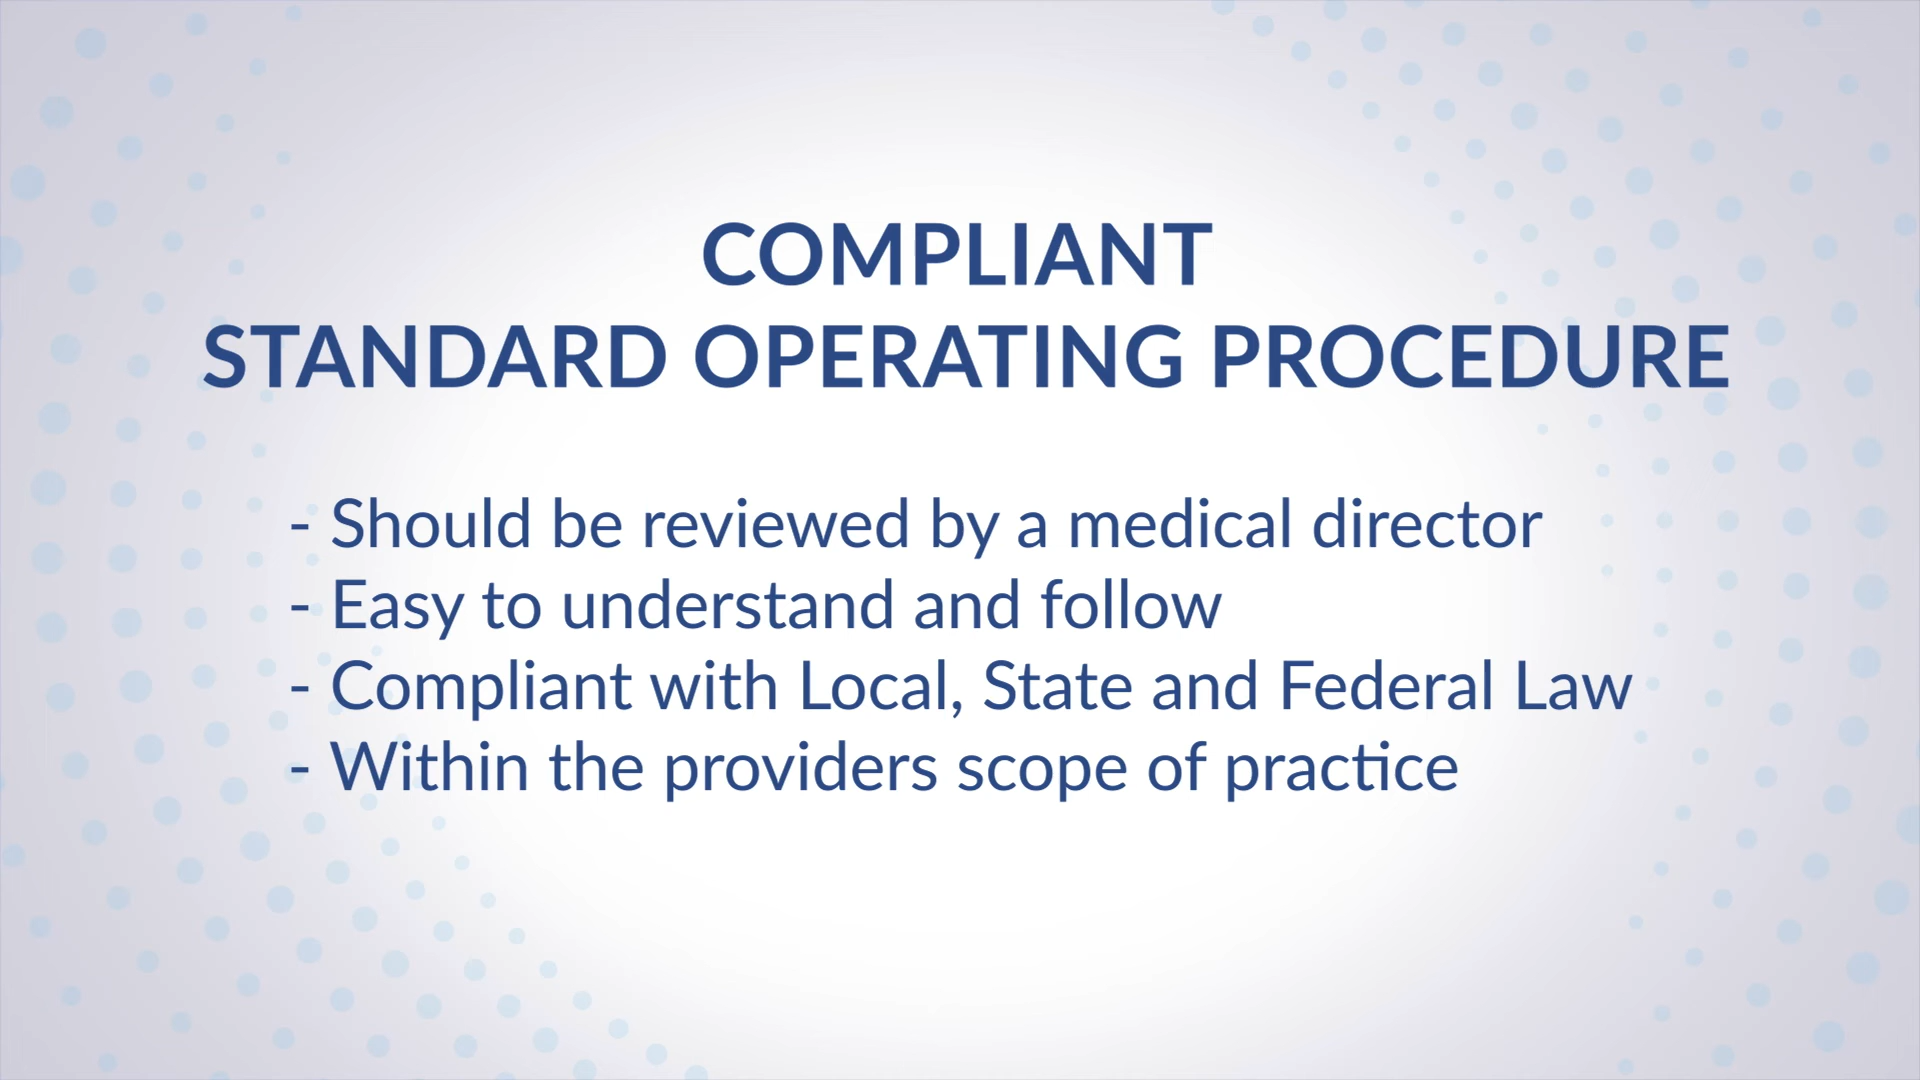 COMPLIANT
STANDARD OPERATING PROCEDURE
- Should be reviewed by a medical director
- Easy to understand and follow
- Compliant with Local, State and Federal Law
- Within the providers scope of practice